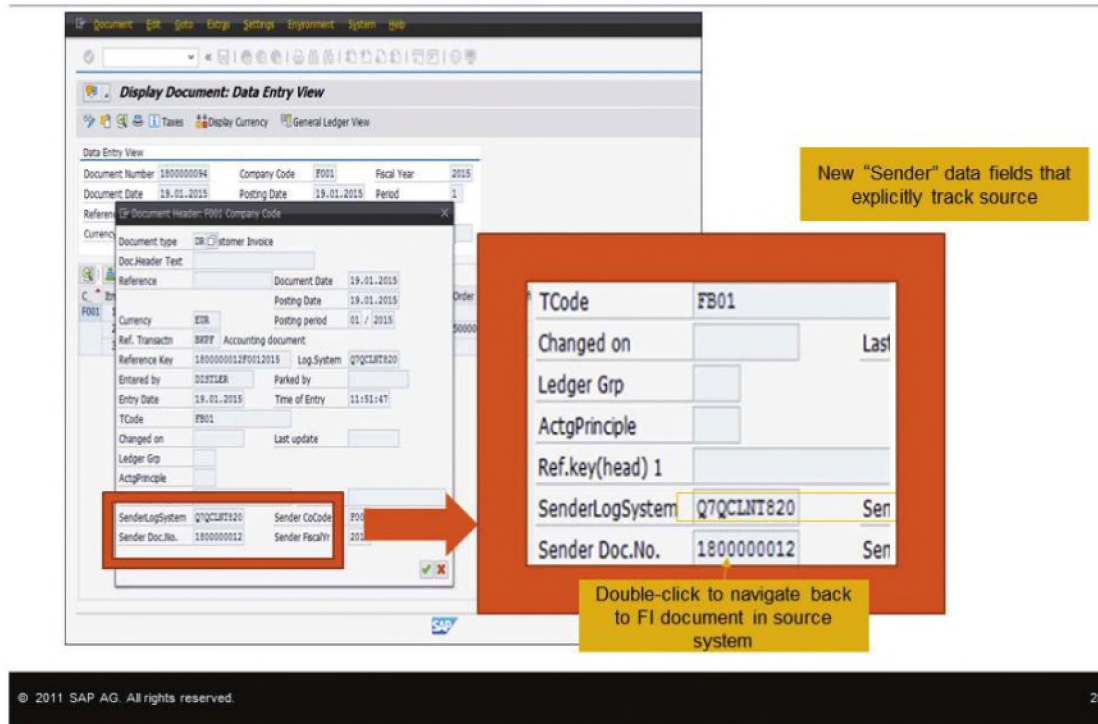 Document Edit Goto Extras Settings Environment System Help
Display Document: Data Entry View
Taxes Display Currency General Ledger View
Data Entry View
Document Number 1800000094 Company Code F001 Fiscal Year 2015
Document Date 19.01.2015 Posting Date 19.01.2015 Period 1
Document Header: F001 Company Code
Document type DR stomer Invoice
Doc.Header Text
Reference Document Date 19.01.2015
Posting Date 19.01.2015
Currency EUR Posting period 01 / 2015
Ref. Transactn BKPF Accounting document
Reference Key 1800000012F0012015 Log.System Q7QCLNT820
Entered by DISTLER Parked by
Entry Date 19.01.2015 Time of Entry 11:51:47
TCode FB01
Changed on Last update
Ledger Grp
ActgPrinciple
SenderLogSystem Q7QCLNT820 Sender CoCode
Sender Doc.No. 1800000012 Sender FiscalYr
Order
F001
50000
SAP
New “Sender” data fields that
explicitly track source
TCode FB01
Changed on Last
Ledger Grp
ActgPrinciple
Ref.key(head) 1
SenderLogSystem Q7QCLNT820 Sen
Sender Doc.No. 1800000012 Sen
Double-click to navigate back
to FI document in source
system
© 2011 SAP AG. All rights reserved.